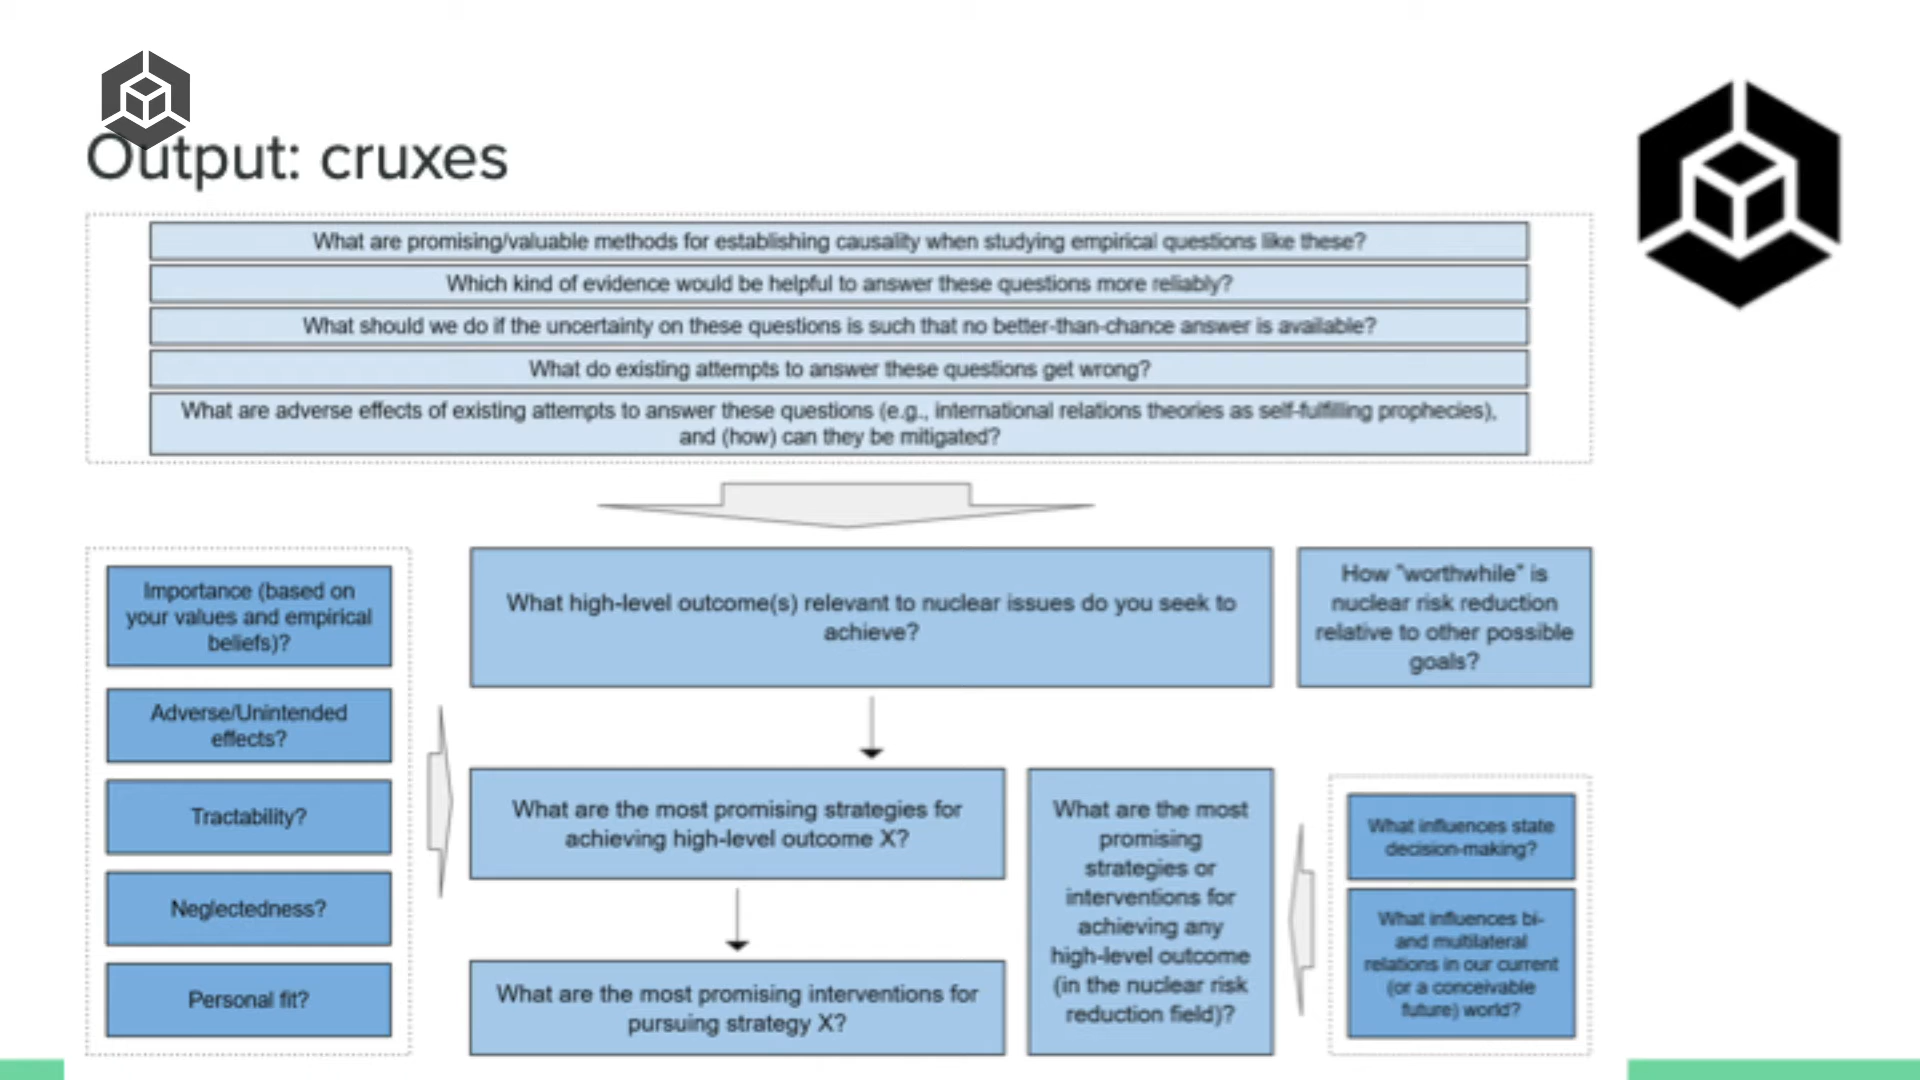 Output: cruxes
What are promising/valuable methods for establishing causality when studying empirical questions like these?
Which kind of evidence would be helpful to answer these questions more reliably?
What should we do if the uncertainty on these questions is such that no better-than-chance answer is available?
What do existing attempts to answer these questions get wrong?
What are adverse effects of existing attempts to answer these questions (e.g., international relations theories as self-fulfilling prophecies),
and (how) can they be mitigated?
Importance (based on
your values and empirical
beliefs)?
Adverse/Unintended
effects?
Tractability?
Neglectedness?
Personal fit?
What high-level outcome(s) relevant to nuclear issues do you seek to
achieve?
How "worthwhile" is
nuclear risk reduction
relative to other possible
goals?
What are the most promising strategies for
achieving high-level outcome X?
What are the most promising interventions for
pursuing strategy X?
What are the most
promising
strategies or
interventions for
achieving any
high-level outcome
(in the nuclear risk
reduction field)?
What influences state
decision-making?
What influences bi-
and multilateral
relations in our current
(or a conceivable
future) world?